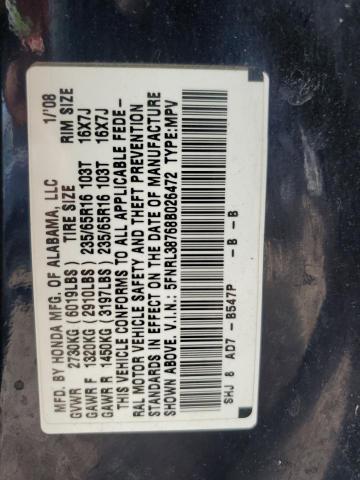 MFD. BY HONDA MFG. OF ALABAMA, LLC 1/'08
GVWR 2730KG (6019LBS) TIRE SIZE RIM SIZE
GAWR F 1320KG (2910LBS) 235/65R16 103T 16X7J
GAWR R 1450KG (3197LBS) 235/65R16 103T 16X7J
THIS VEHICLE CONFORMS TO ALL APPLICABLE FEDE-
RAL MOTOR VEHICLE SAFETY AND THEFT PREVENTION
STANDARDS IN EFFECT ON THE DATE OF MANUFACTURE
SHOWN ABOVE. V.I.N.: 5FNRL38768B026472 TYPE:MPV
SHJ 8 AD7 - B547P - B - B